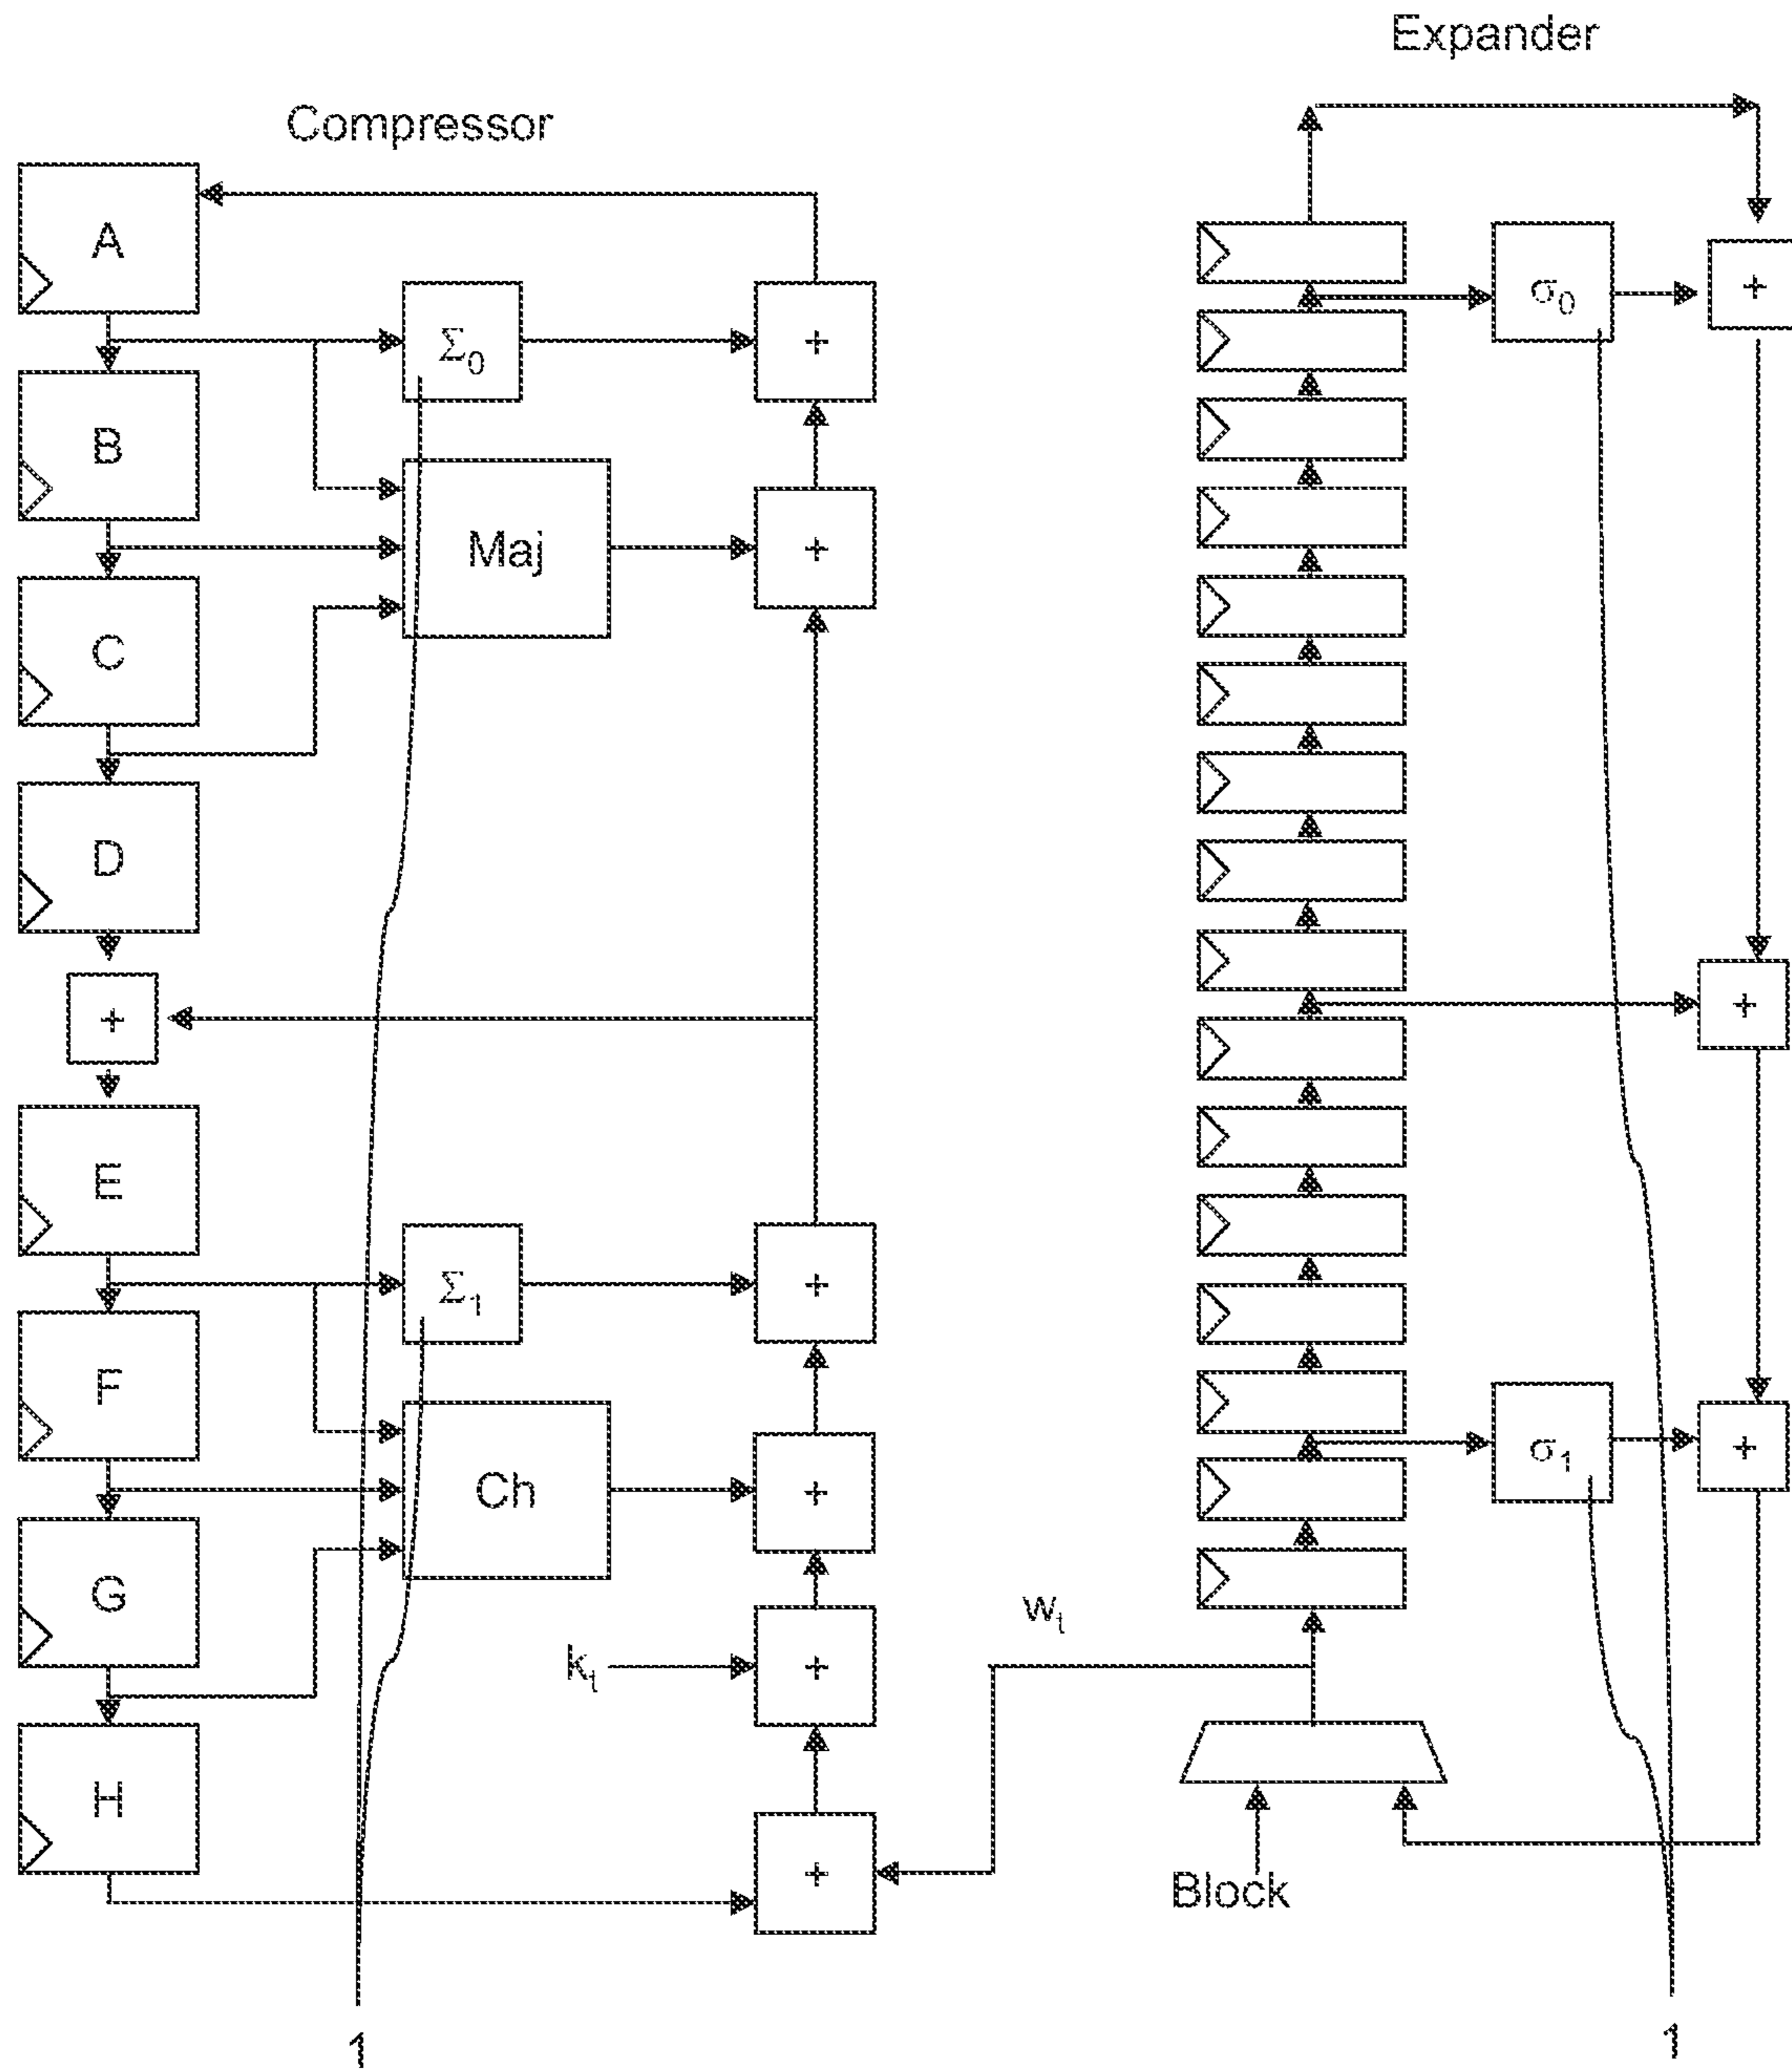 Expander
Compressor
A
Σ0
+
B
Maj
+
C
D
+
E
Σ1
+
F
Ch
+
G
kt
+
H
+
σ0
+
+
σ1
+
wt
Block
1
1